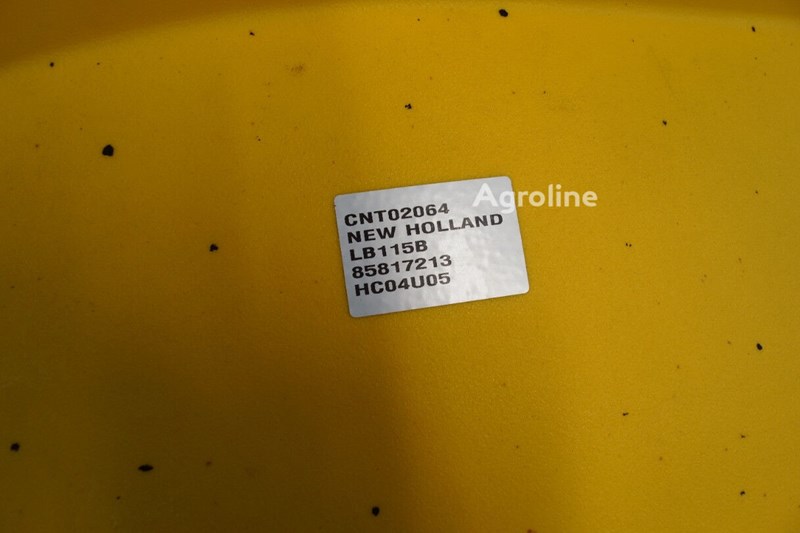 Agroline
CNT02064
NEW HOLLAND
LB115B
85817213
HC04U05